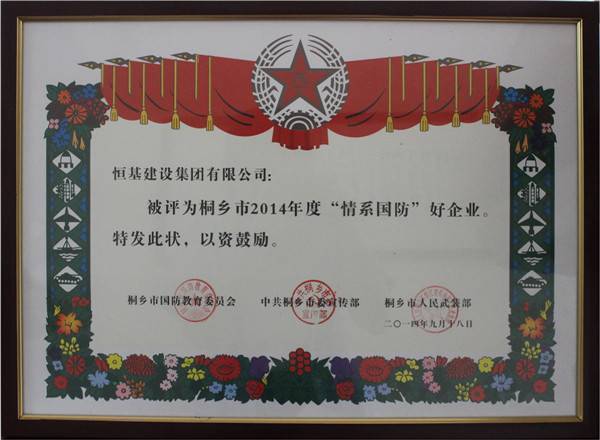 恒基建设集团有限公司:
被评为桐乡市2014年度“情系国防”好企业。
特发此状，以资鼓励。
桐乡市国防教育委员会 中共桐乡市委宣传部 桐乡市人民武装部
二〇一四年九月十八日